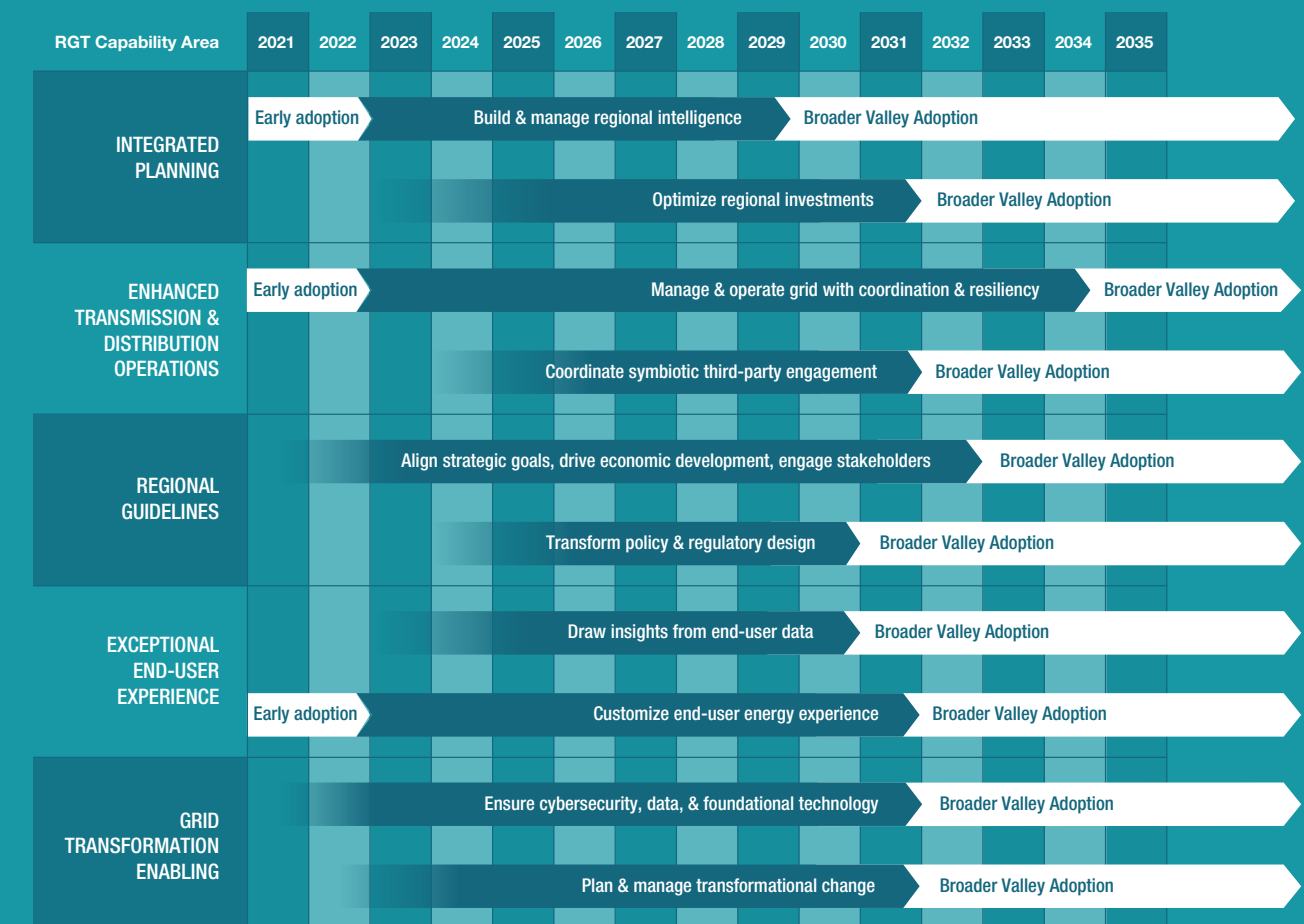 RGT Capability Area 2021 2022 2023 2024 2025 2026 2027 2028 2029 2030 2031 2032 2033 2034 2035
INTEGRATED
PLANNING
Early adoption Build & manage regional intelligence Broader Valley Adoption
Optimize regional investments Broader Valley Adoption
ENHANCED
TRANSMISSION &
DISTRIBUTION
OPERATIONS
Early adoption Manage & operate grid with coordination & resiliency Broader Valley Adoption
Coordinate symbiotic third-party engagement Broader Valley Adoption
REGIONAL
GUIDELINES
Align strategic goals, drive economic development, engage stakeholders Broader Valley Adoption
Transform policy & regulatory design Broader Valley Adoption
EXCEPTIONAL
END-USER
EXPERIENCE
Draw insights from end-user data Broader Valley Adoption
Early adoption Customize end-user energy experience Broader Valley Adoption
GRID
TRANSFORMATION
ENABLING
Ensure cybersecurity, data, & foundational technology Broader Valley Adoption
Plan & manage transformational change Broader Valley Adoption